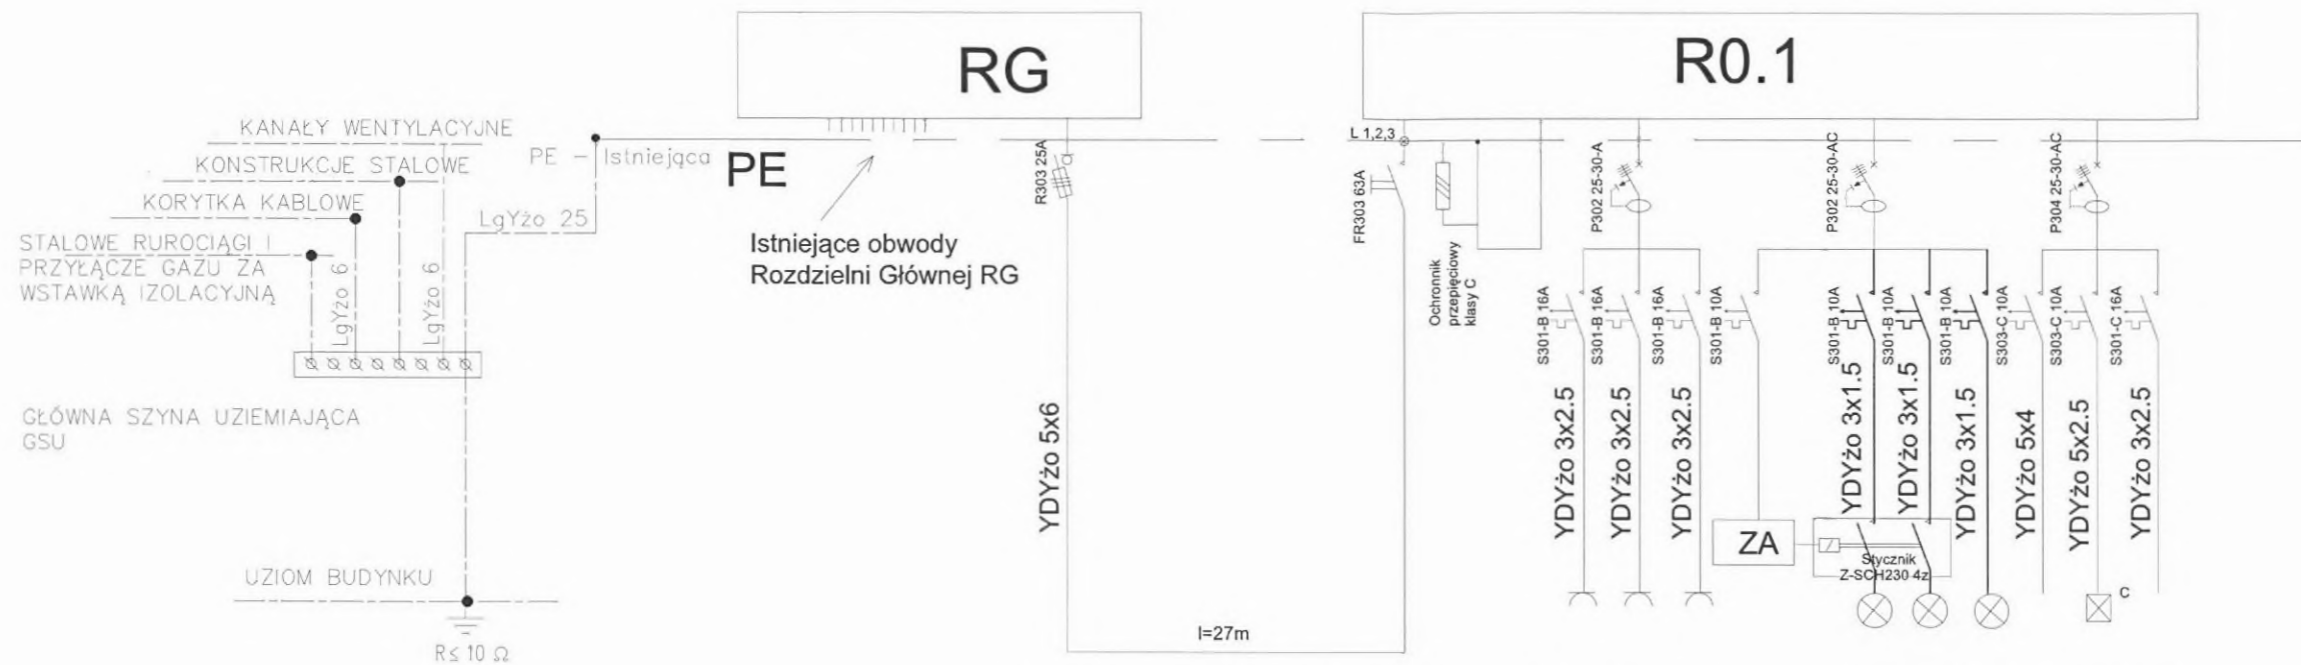 RG
R0.1
KANAŁY WENTYLACYJNE
KONSTRUKCJE STALOWE
KORYTKA KABLOWE
STALOWE RUROCIĄGI I
PRZYŁĄCZE GAZU ZA
WSTAWKĄ IZOLACYJNĄ
LgYżo 6
LgYżo 6
LgYżo 25
PE - Istniejąca
PE
Istniejące obwody
Rozdzielni Głównej RG
GŁÓWNA SZYNA UZIEMIAJĄCA
GSU
UZIOM BUDYNKU
R≤ 10 Ω
R303 25A
YDYżo 5x6
l=27m
L 1,2,3
FR303 63A
Ochronnik
przepięciowy
klasy C
P302 25-30-A
P302 25-30-AC
P304 25-30-AC
S301-B 16A
S301-B 16A
S301-B 16A
S301-B 10A
S301-B 10A
S301-B 10A
S301-B 10A
S303-C 10A
S303-C 10A
S301-C 16A
YDYżo 3x2.5
YDYżo 3x2.5
YDYżo 3x2.5
YDYżo 3x1.5
YDYżo 3x1.5
YDYżo 3x1.5
YDYżo 5x4
YDYżo 5x2.5
YDYżo 3x2.5
ZA
Stycznik
Z-SCH230 4z
C